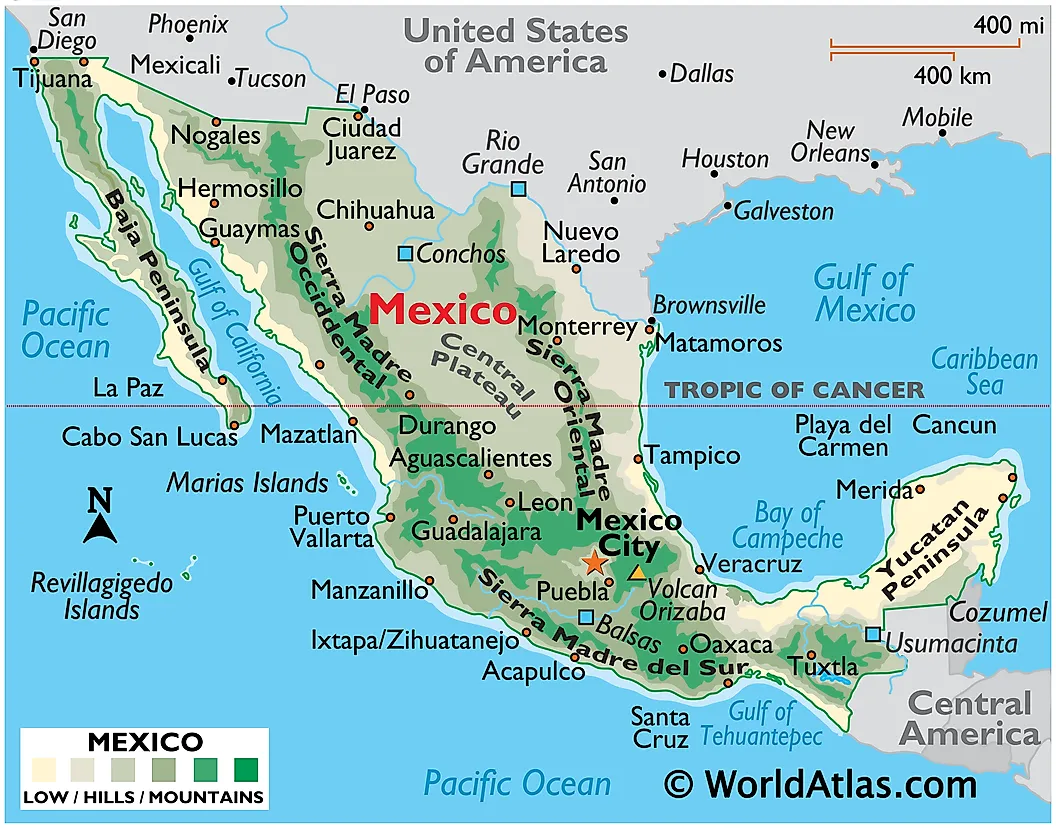 San
Diego
Phoenix
United States
of America
400 mi
400 km
Tijuana
Mexicali
Tucson
El Paso
Dallas
Nogales
Ciudad
Juarez
Rio
Grande
San
Antonio
Houston
New
Orleans
Mobile
Hermosillo
Chihuahua
Galveston
Guaymas
Conchos
Nuevo
Laredo
Baja Peninsula
Gulf of California
Sierra Madre
Occiddental
Mexico
Gulf of
Mexico
Pacific
Ocean
Brownsville
Monterrey
Matamoros
Central
Plateau
Sierra Madre
Oriental
Caribbean
Sea
La Paz
TROPIC OF CANCER
Cabo San Lucas
Mazatlan
Durango
Playa del
Carmen
Cancun
Aguascalientes
Tampico
Marias Islands
Leon
Merida
N
Puerto
Vallarta
Guadalajara
Mexico
City
Bay of
Campeche
Yucatan
Peninsula
Veracruz
Revillagigedo
Islands
Manzanillo
Puebla
Volcan
Orizaba
Cozumel
Sierra Madre del Sur
Balsas
Ixtapa/Zihuatanejo
Oaxaca
Usumacinta
Acapulco
Tuxtla
Santa
Cruz
Gulf of
Tehuantepec
Central
America
MEXICO
LOW / HILLS / MOUNTAINS
Pacific Ocean
© WorldAtlas.com